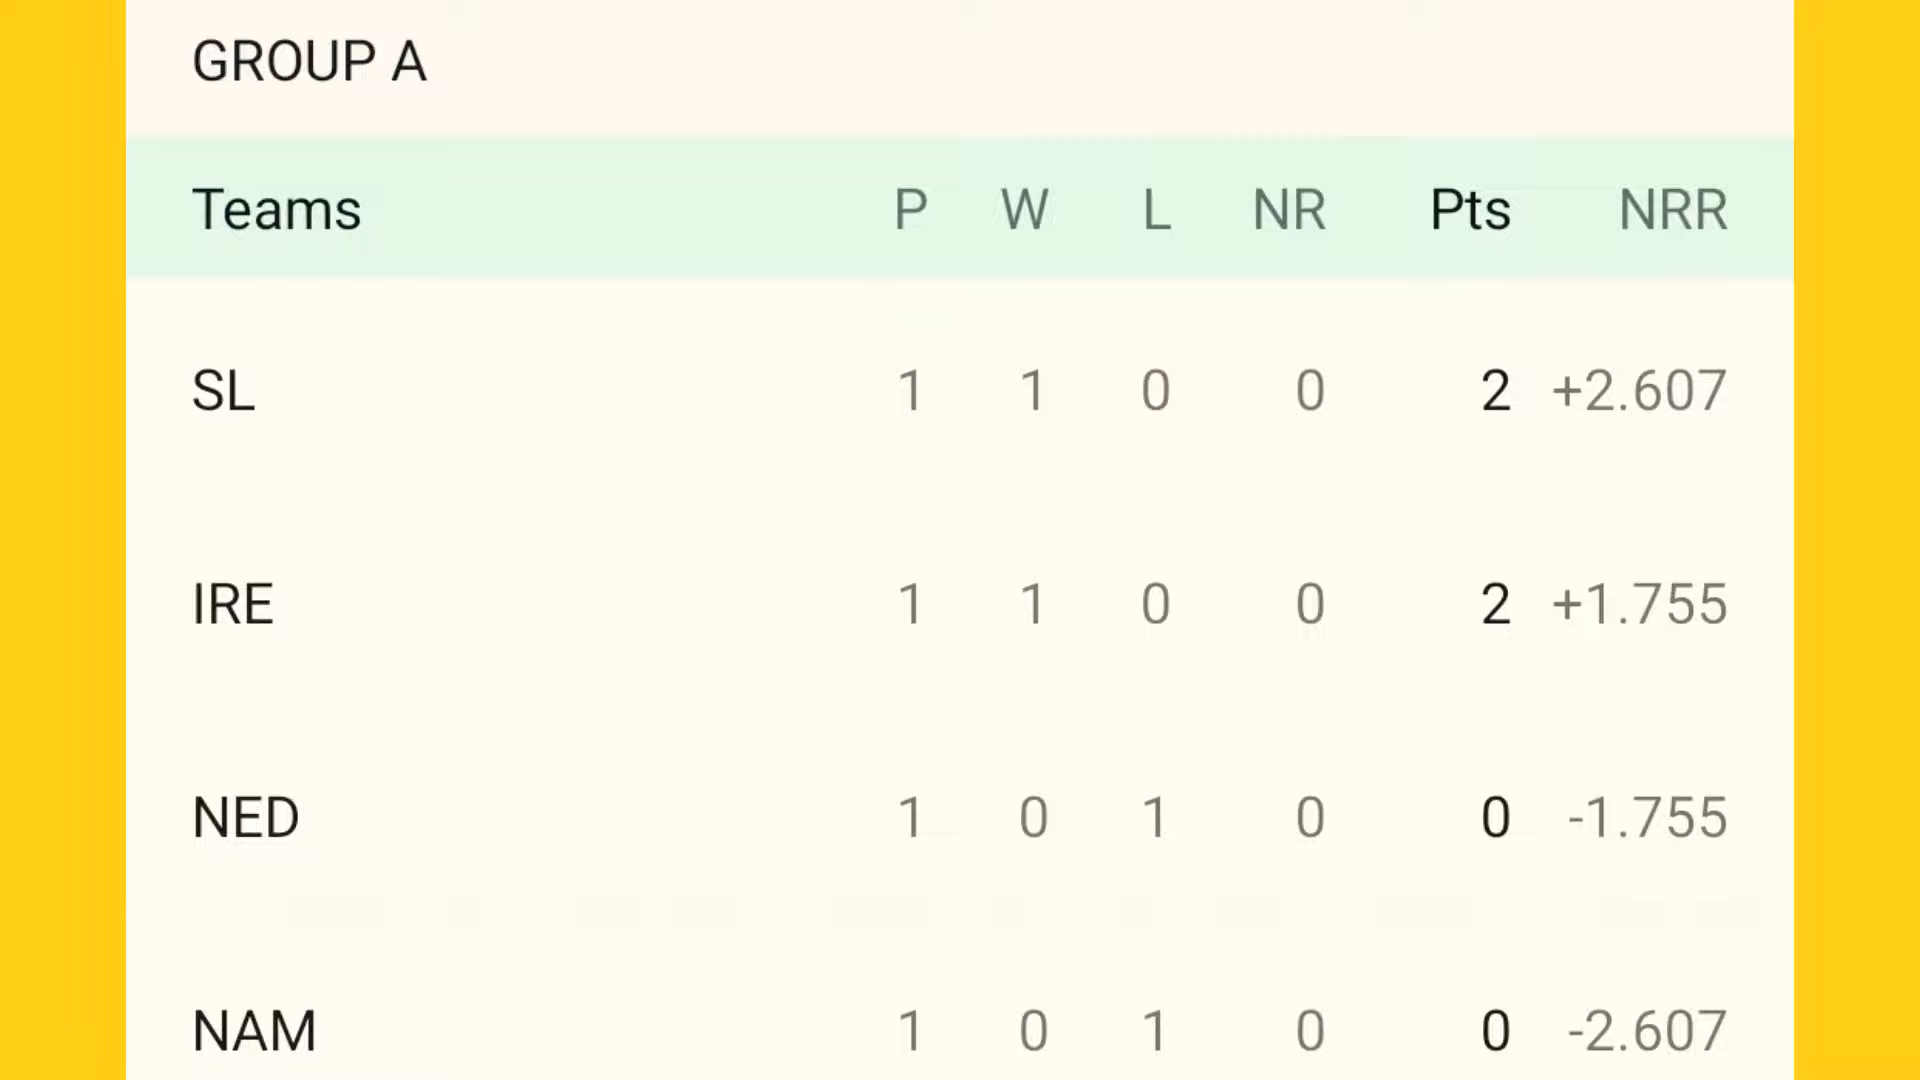 GROUP A
Teams P W L NR Pts NRR
SL 1 1 0 0 2 +2.607
IRE 1 1 0 0 2 +1.755
NED 1 0 1 0 0 -1.755
NAM 1 0 1 0 0 -2.607